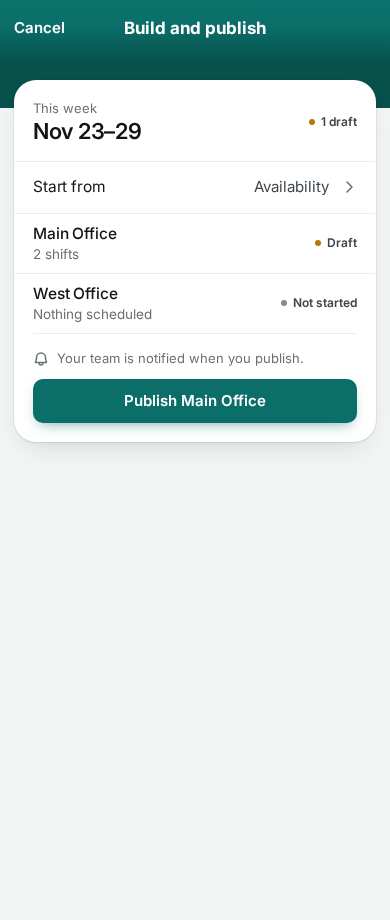 Cancel
Build and publish
This week
Nov 23–29
1 draft
Start from
Availability
Main Office
2 shifts
Draft
West Office
Nothing scheduled
Not started
Your team is notified when you publish.
Publish Main Office